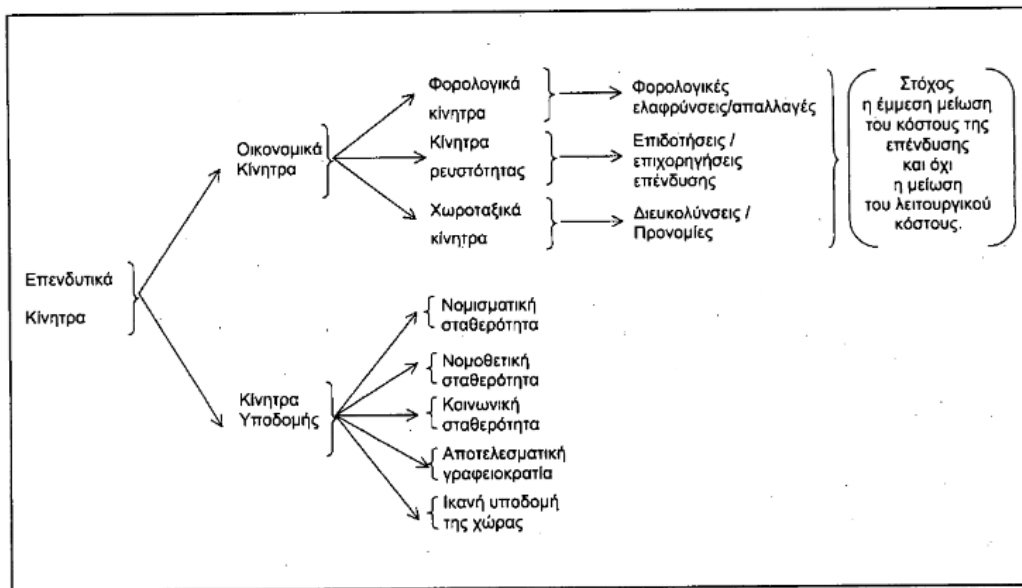 Φορολογικά
κίνητρα
Φορολογικές
ελαφρύνσεις/απαλλαγές
Οικονομικά
Κίνητρα
Κίνητρα
ρευστότητας
Επιδοτήσεις /
επιχορηγήσεις
επένδυσης
Χωροταξικά
κίνητρα
Διευκολύνσεις /
Προνομίες
Στόχος
η έμμεση μείωση
του κόστους της
επένδυσης
και όχι
η μείωση
του λειτουργικού
κόστους.
Επενδυτικά
Κίνητρα
Κίνητρα
Υποδομής
Νομισματική
σταθερότητα
Νομοθετική
σταθερότητα
Κοινωνική
σταθερότητα
Αποτελεσματική
γραφειοκρατία
Ικανή υποδομή
της χώρας